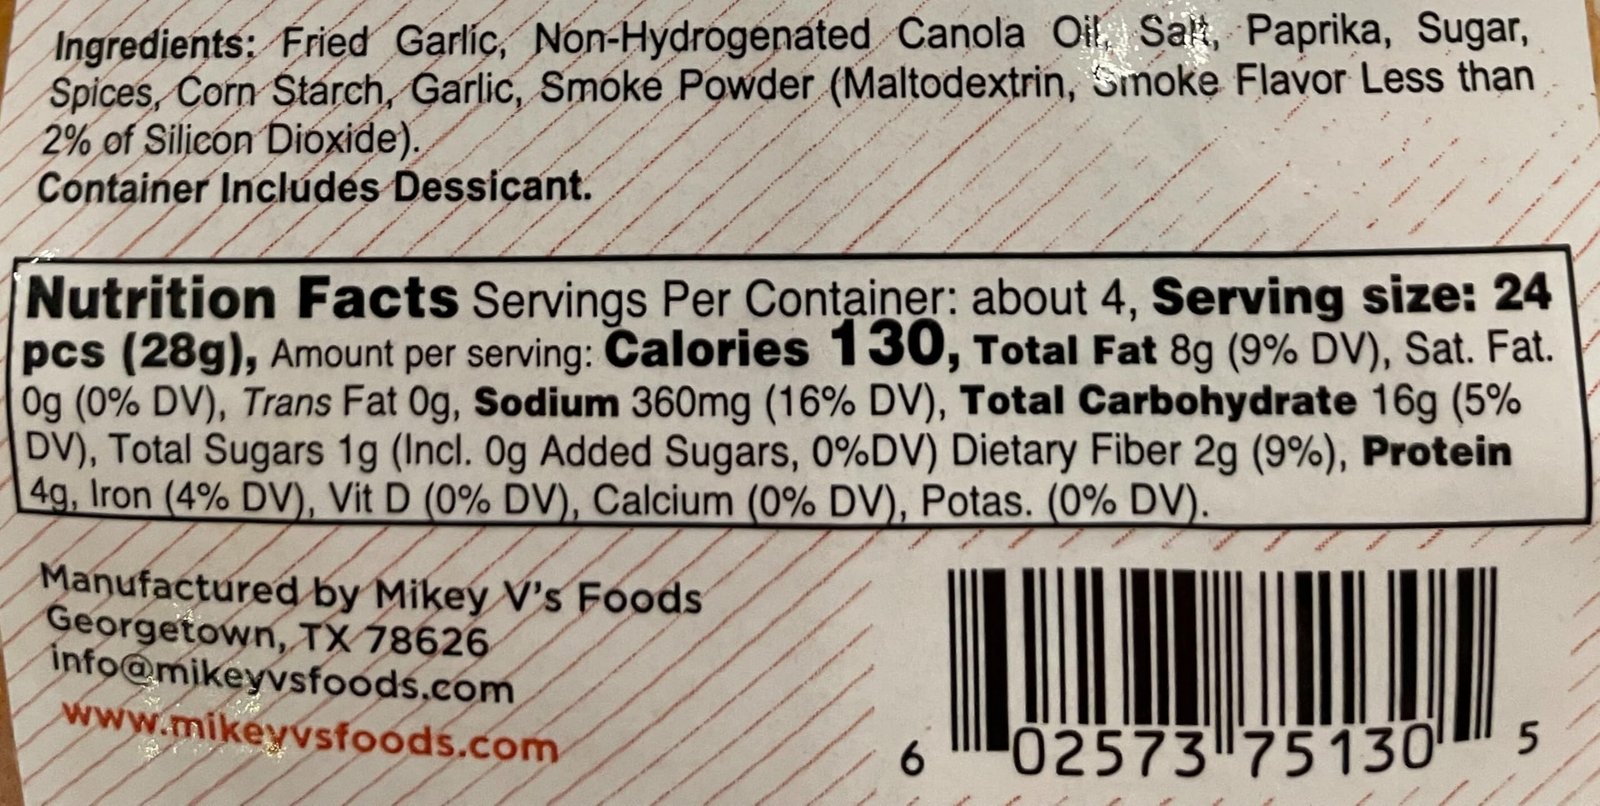 Ingredients: Fried Garlic, Non-Hydrogenated Canola Oil, Salt, Paprika, Sugar,
Spices, Corn Starch, Garlic, Smoke Powder (Maltodextrin, Smoke Flavor Less than
2% of Silicon Dioxide).
Container Includes Dessicant.
Nutrition Facts Servings Per Container: about 4, Serving size: 24
pcs (28g), Amount per serving: Calories 130, Total Fat 8g (9% DV), Sat. Fat.
0g (0% DV), Trans Fat 0g, Sodium 360mg (16% DV), Total Carbohydrate 16g (5%
DV), Total Sugars 1g (Incl. 0g Added Sugars, 0%DV) Dietary Fiber 2g (9%), Protein
4g, Iron (4% DV), Vit D (0% DV), Calcium (0% DV), Potas. (0% DV).
Manufactured by Mikey V's Foods
Georgetown, TX 78626
info@mikeyvsfoods.com
www.mikeyvsfoods.com
6 02573 75130 5